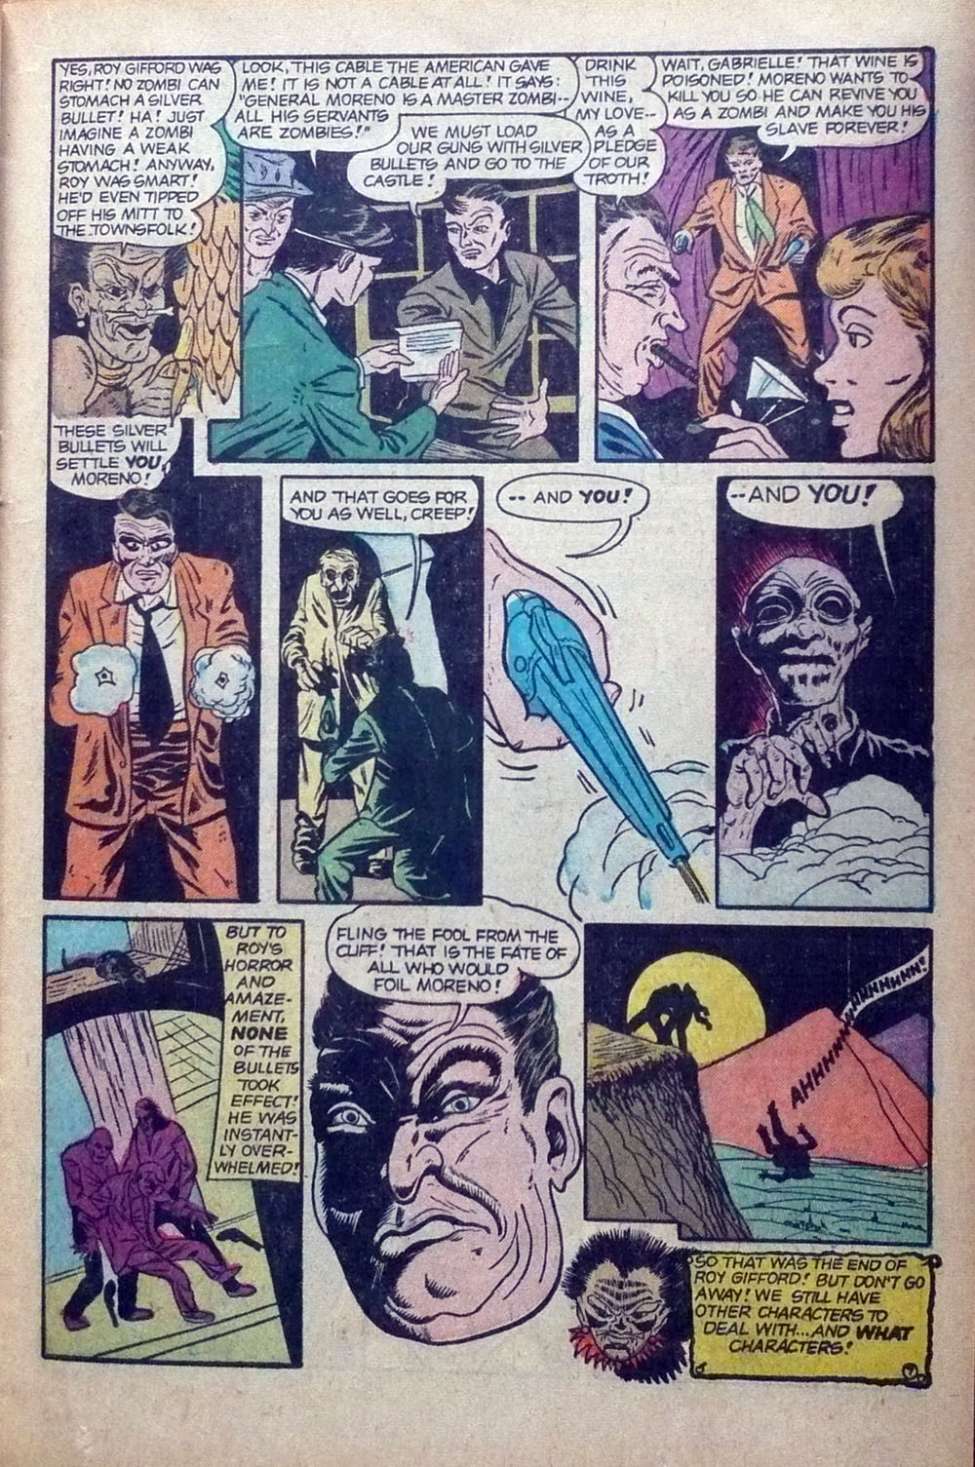 YES, ROY GIFFORD WAS
RIGHT! NO ZOMBI CAN
STOMACH A SILVER
BULLET! HA! JUST
IMAGINE A ZOMBI
HAVING A WEAK
STOMACH! ANYWAY,
ROY WAS SMART!
HE'D EVEN TIPPED
OFF HIS MITT TO
THE TOWNSFOLK!
LOOK, THIS CABLE THE AMERICAN GAVE
ME! IT IS NOT A CABLE AT ALL! IT SAYS:
"GENERAL MORENO IS A MASTER ZOMBI--
ALL HIS SERVANTS
ARE ZOMBIES!"
WE MUST LOAD
OUR GUNS WITH SILVER
BULLETS AND GO TO THE
CASTLE!
DRINK
THIS
WINE,
MY LOVE--
AS A
PLEDGE
OF OUR
TROTH!
WAIT, GABRIELLE! THAT WINE IS
POISONED! MORENO WANTS TO
KILL YOU SO HE CAN REVIVE YOU
AS A ZOMBI AND MAKE YOU HIS
SLAVE FOREVER!
THESE SILVER
BULLETS WILL
SETTLE YOU,
MORENO!
AND THAT GOES FOR
YOU AS WELL, CREEP!
-- AND YOU!
--AND YOU!
BUT TO
ROY'S
HORROR
AND
AMAZE-
MENT,
NONE
OF THE
BULLETS
TOOK
EFFECT!
HE WAS
INSTANT-
LY OVER-
WHELMED!
FLING THE FOOL FROM THE
CLIFF! THAT IS THE FATE OF
ALL WHO WOULD
FOIL MORENO!
AHHHHHHHHHHHHH!
SO THAT WAS THE END OF
ROY GIFFORD! BUT DON'T GO
AWAY! WE STILL HAVE
OTHER CHARACTERS TO
DEAL WITH...AND WHAT
CHARACTERS!
7